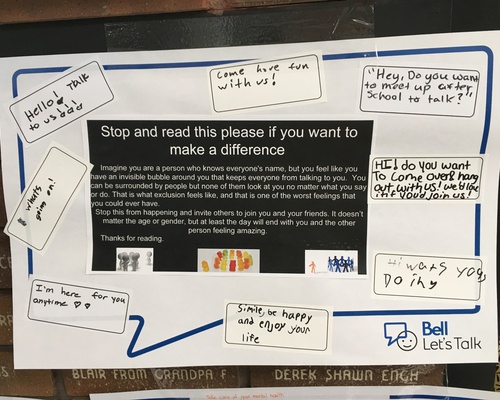 Hello! Talk
to us
Come have fun
with us!
"Hey, Do you want
to meet up after
School to talk?"
Stop and read this please if you want to
make a difference
Imagine you are a person who knows everyone's name, but you feel like you
have an invisible bubble around you that keeps everyone from talking to you. You
can be surrounded by people but none of them look at you no matter what you say
or do. That is what exclusion feels like, and that is one of the worst feelings that
you could ever have.
Stop this from happening and invite others to join you and your friends. It doesn't
matter the age or gender, but at least the day will end with you and the other
person feeling amazing.
Thanks for reading.
HI! do you want
To come over & hang
out with us! we'd love
it if you'd join us!
what's
going on!
Hi wats you
Doing
I'm here for you
anytime ♡♡
Smile, be happy
and enjoy your
life
Bell
Let's Talk
BLAIR FROM GRANDPA F.
DEREK SHAWN ENGH